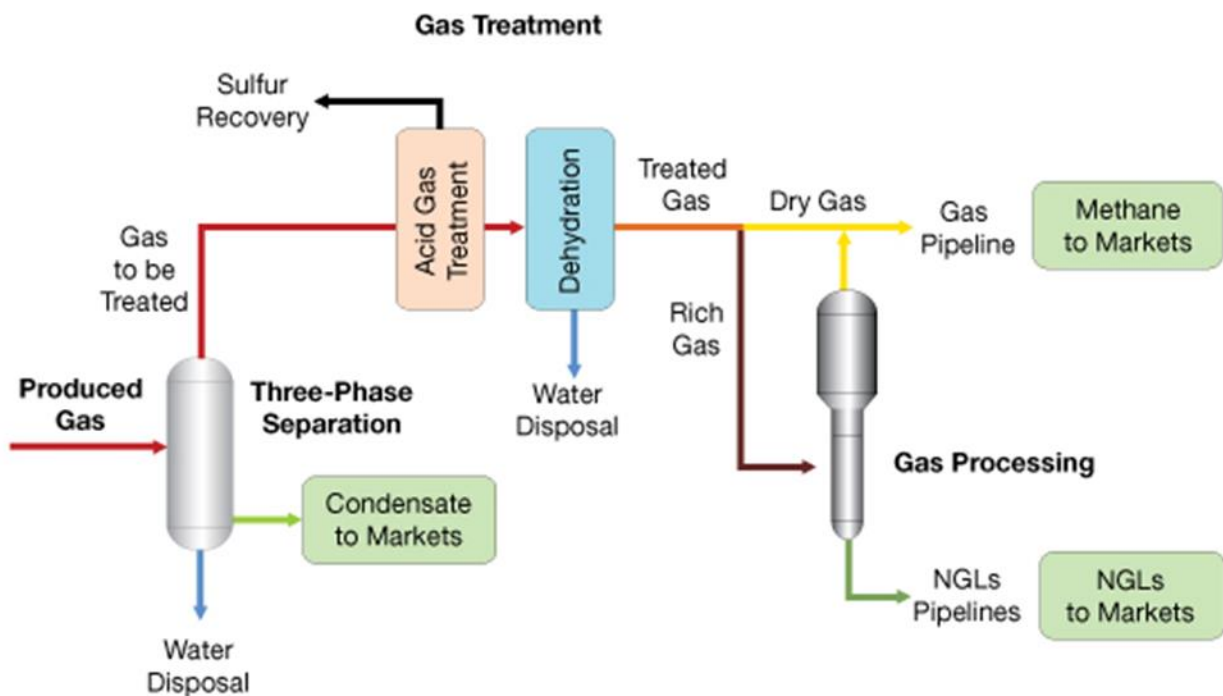 Gas Treatment
Sulfur
Recovery
Acid Gas
Treatment
Dehydration
Treated
Gas
Dry Gas
Gas
Pipeline
Methane
to Markets
Gas
to be
Treated
Rich
Gas
Produced
Gas
Three-Phase
Separation
Water
Disposal
Gas Processing
Condensate
to Markets
NGLs
Pipelines
NGLs
to Markets
Water
Disposal